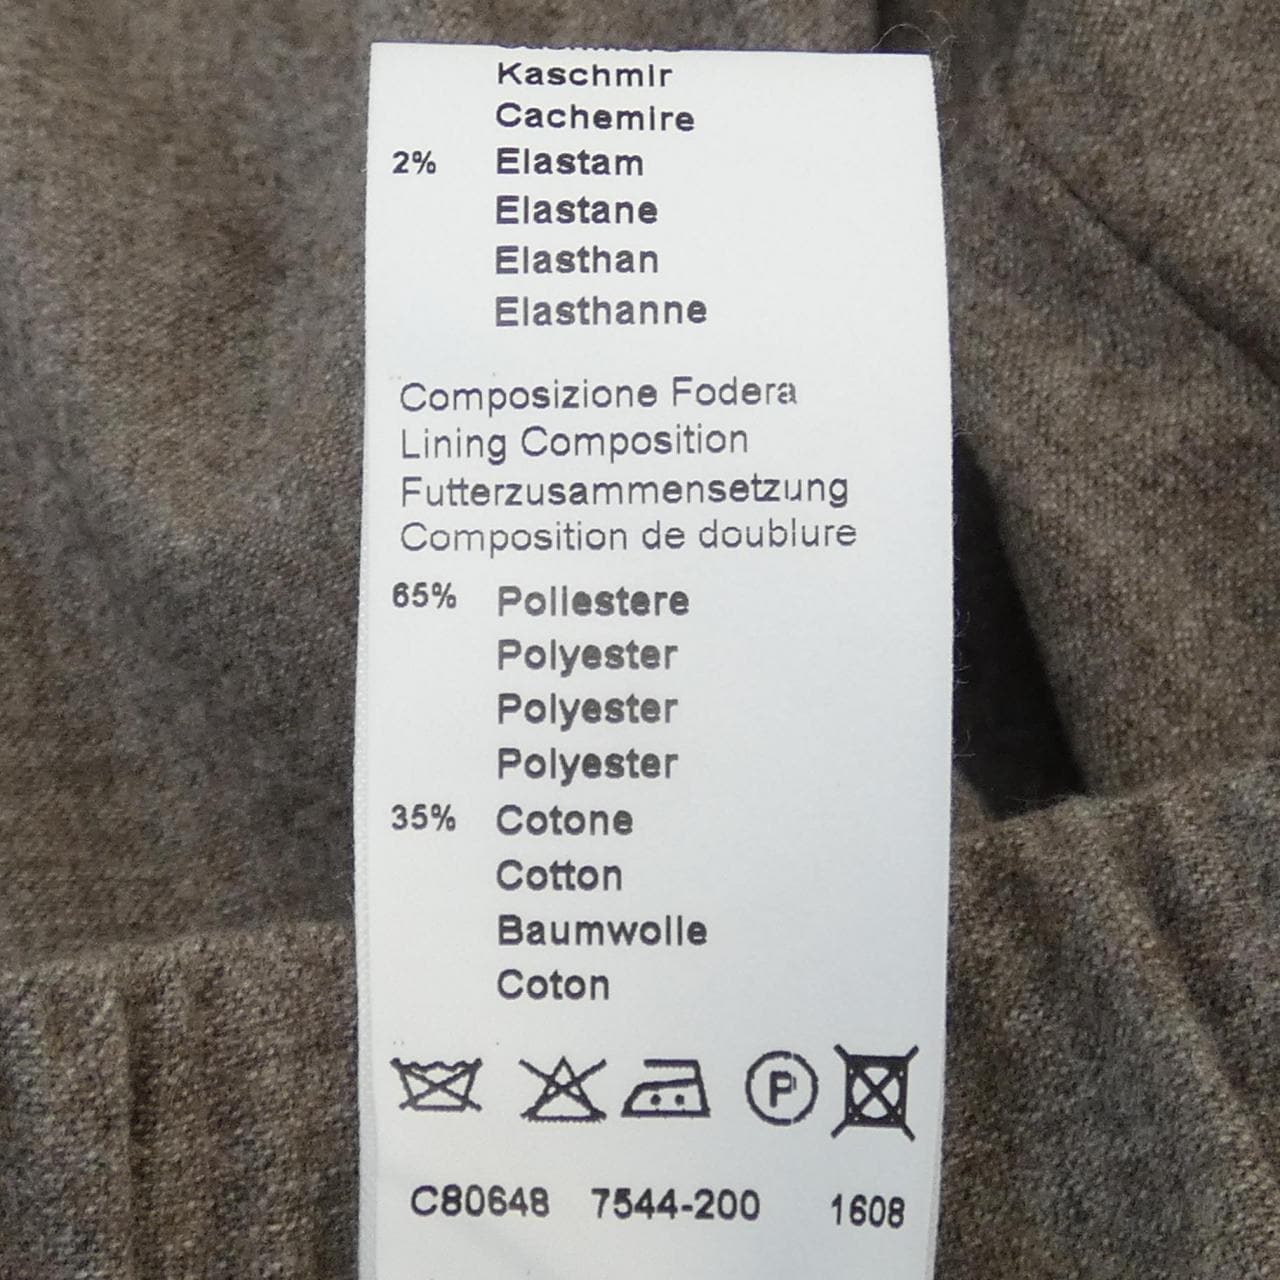 Kaschmir
Cachemire
2% Elastam
Elastane
Elasthan
Elasthanne
Composizione Fodera
Lining Composition
Futterzusammensetzung
Composition de doublure
65% Poliestere
Polyester
Polyester
Polyester
35% Cotone
Cotton
Baumwolle
Coton
P
C80648 7544-200 1608